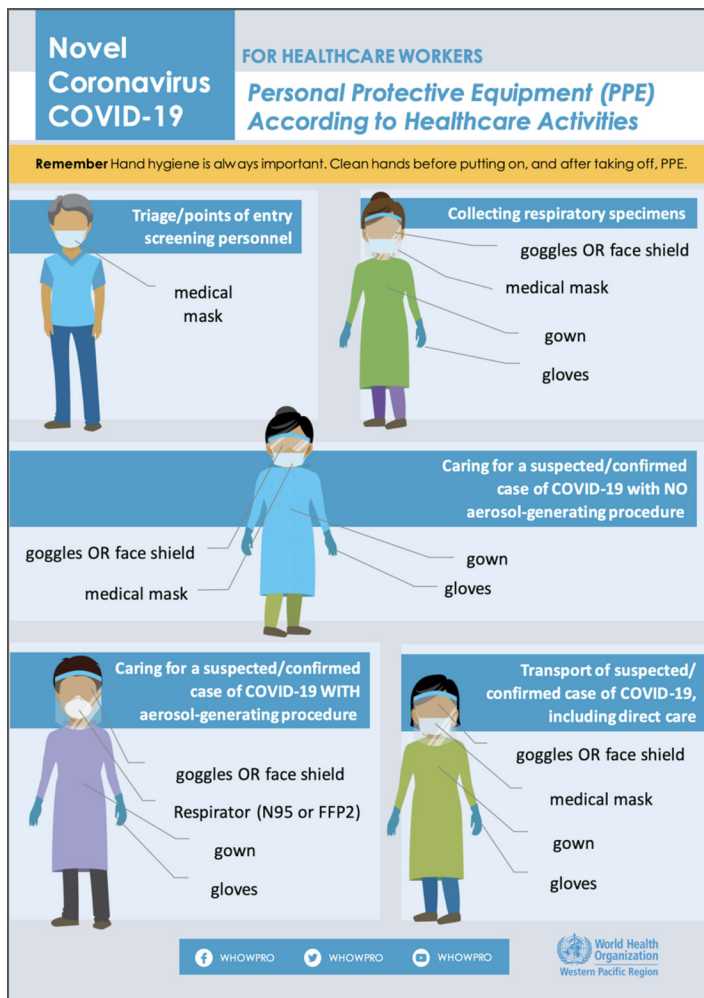 Novel
Coronavirus
COVID-19
FOR HEALTHCARE WORKERS
Personal Protective Equipment (PPE)
According to Healthcare Activities
Remember Hand hygiene is always important. Clean hands before putting on, and after taking off, PPE.
Triage/points of entry
screening personnel
medical
mask
Collecting respiratory specimens
goggles OR face shield
medical mask
gown
gloves
Caring for a suspected/confirmed
case of COVID-19 with NO
aerosol-generating procedure
goggles OR face shield
medical mask
gown
gloves
Caring for a suspected/confirmed
case of COVID-19 WITH
aerosol-generating procedure
goggles OR face shield
Respirator (N95 or FFP2)
gown
gloves
Transport of suspected/
confirmed case of COVID-19,
including direct care
goggles OR face shield
medical mask
gown
gloves
WHOWPRO
WHOWPRO
WHOWPRO
World Health
Organization
Western Pacific Region